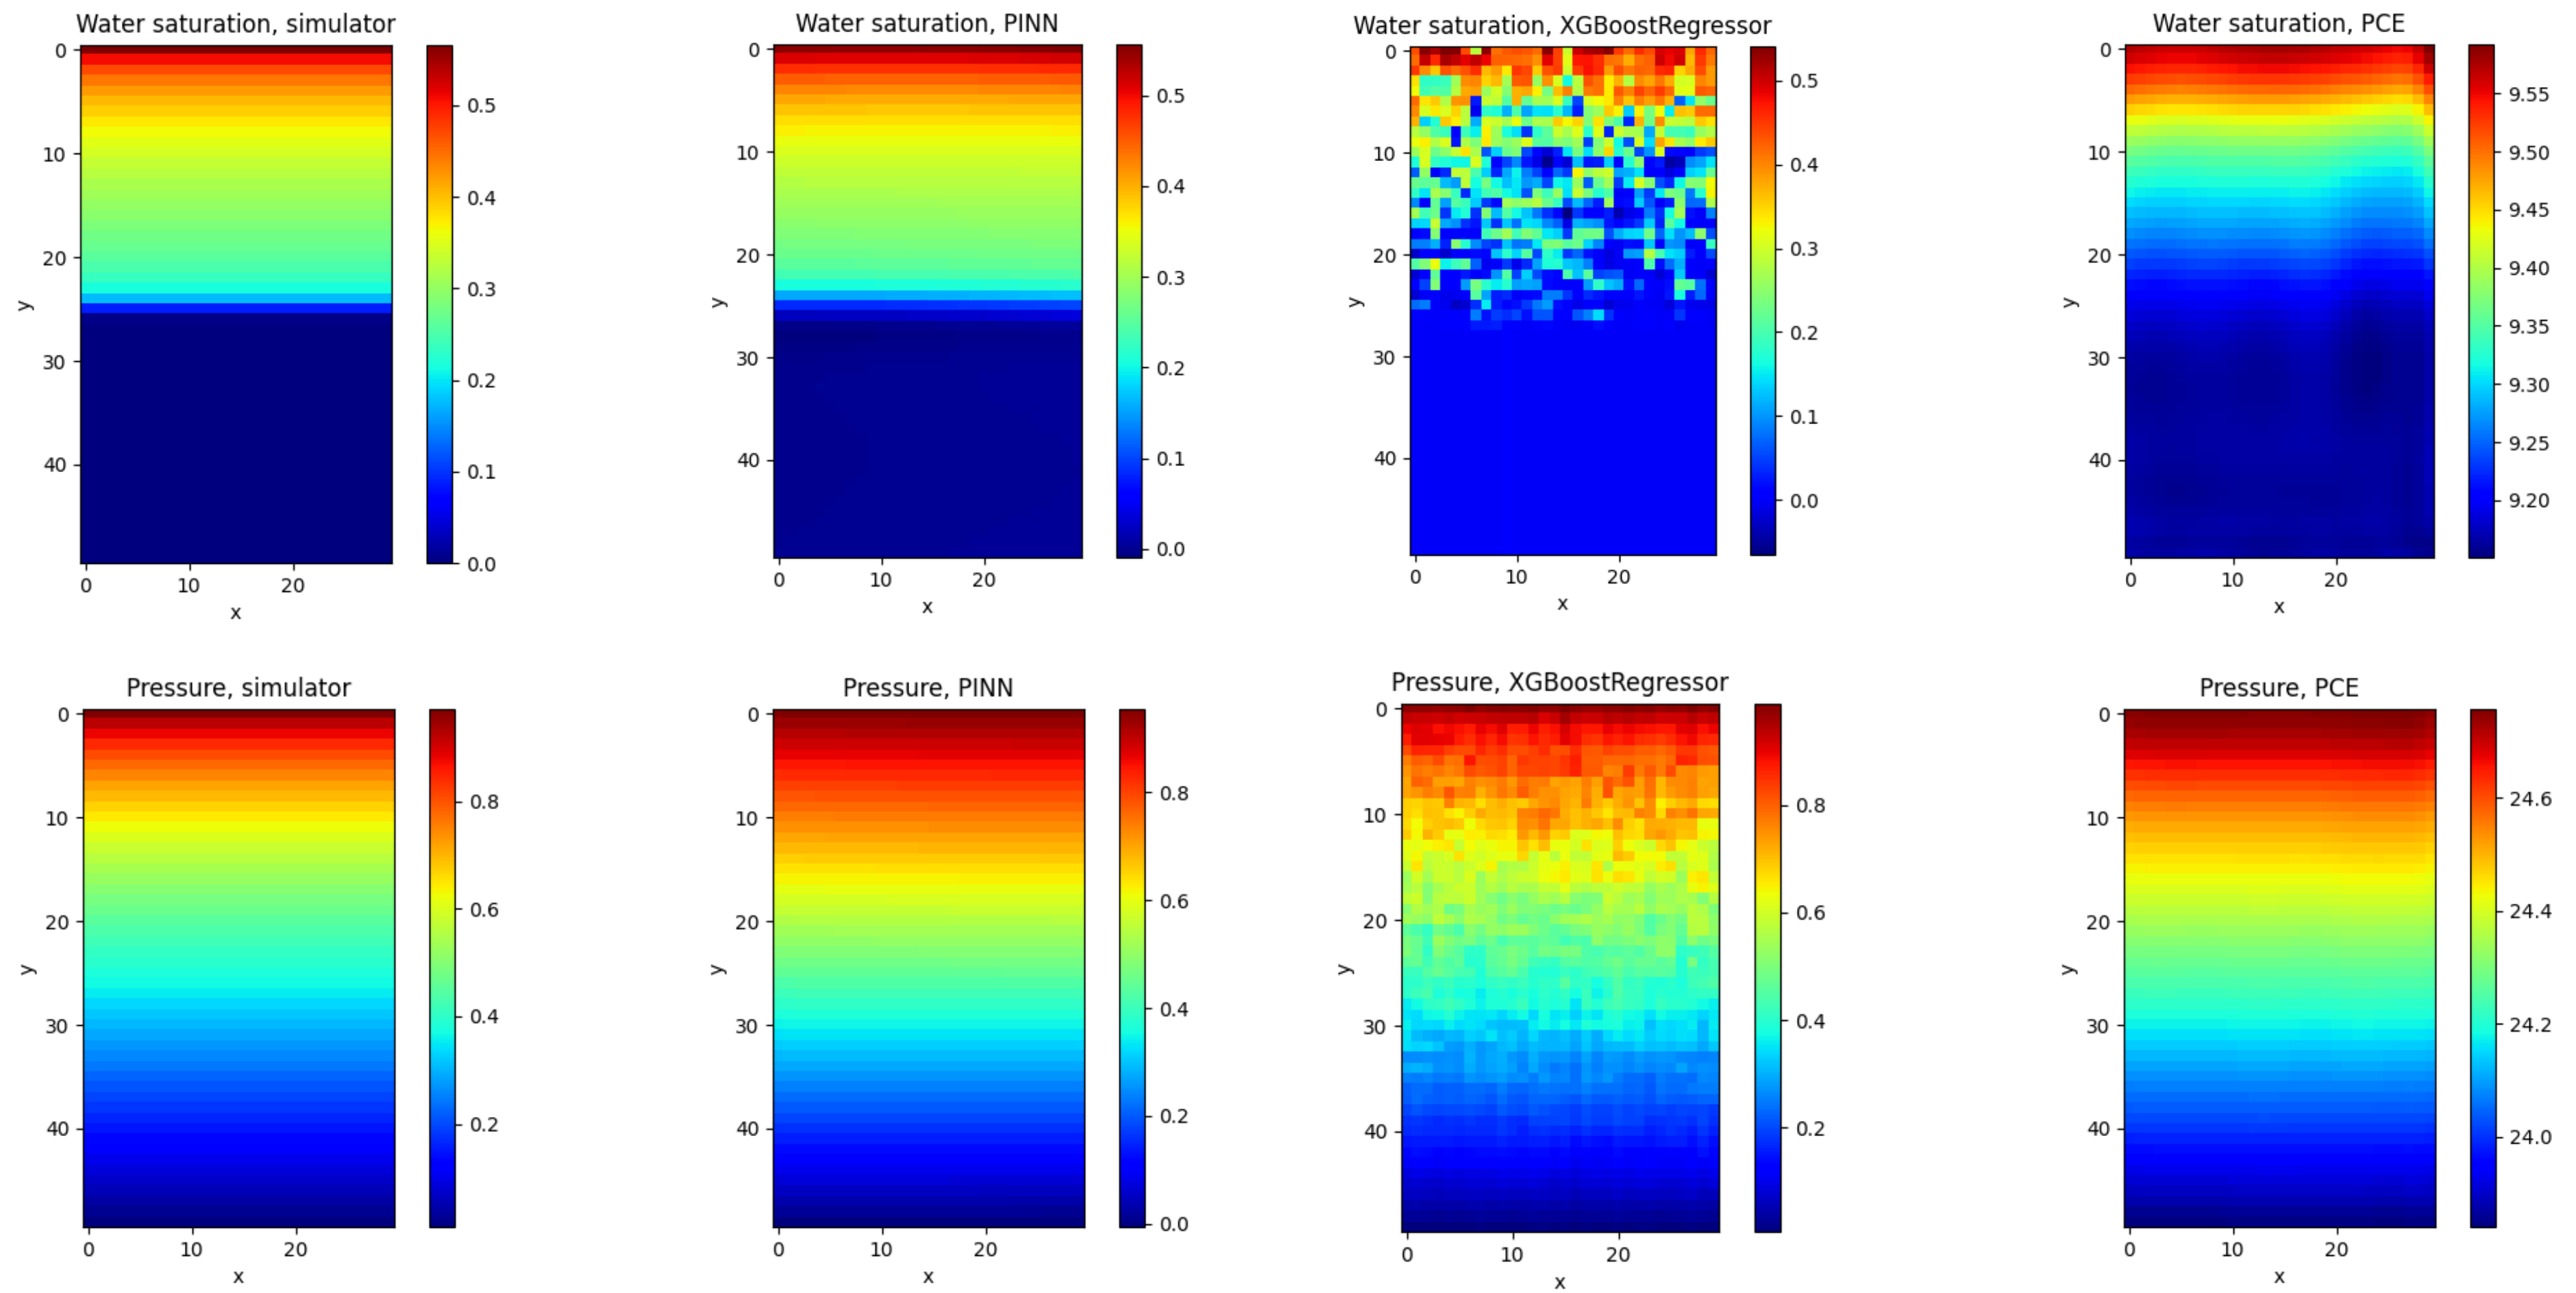 Water saturation, simulator
0
10
20
30
40
y
0 10 20
x
0.5
0.4
0.3
0.2
0.1
0.0
Water saturation, PINN
0
10
20
30
40
y
0 10 20
x
0.5
0.4
0.3
0.2
0.1
0.0
Water saturation, XGBoostRegressor
0
10
20
30
40
y
0 10 20
x
0.5
0.4
0.3
0.2
0.1
0.0
Water saturation, PCE
0
10
20
30
40
y
0 10 20
x
9.55
9.50
9.45
9.40
9.35
9.30
9.25
9.20
Pressure, simulator
0
10
20
30
40
y
0 10 20
x
0.8
0.6
0.4
0.2
Pressure, PINN
0
10
20
30
40
y
0 10 20
x
0.8
0.6
0.4
0.2
0.0
Pressure, XGBoostRegressor
0
10
20
30
40
y
0 10 20
x
0.8
0.6
0.4
0.2
Pressure, PCE
0
10
20
30
40
y
0 10 20
x
24.6
24.4
24.2
24.0